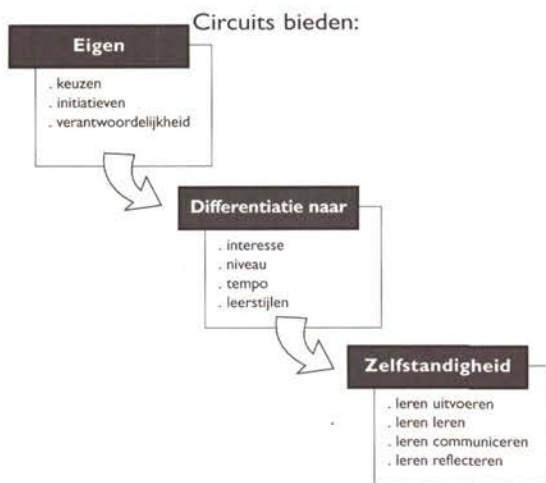 Circuits bieden:
Eigen
. keuzen
. initiatieven
. verantwoordelijkheid
Differentiatie naar
. interesse
. niveau
. tempo
. leerstijlen
Zelfstandigheid
. leren uitvoeren
. leren leren
. leren communiceren
. leren reflecteren